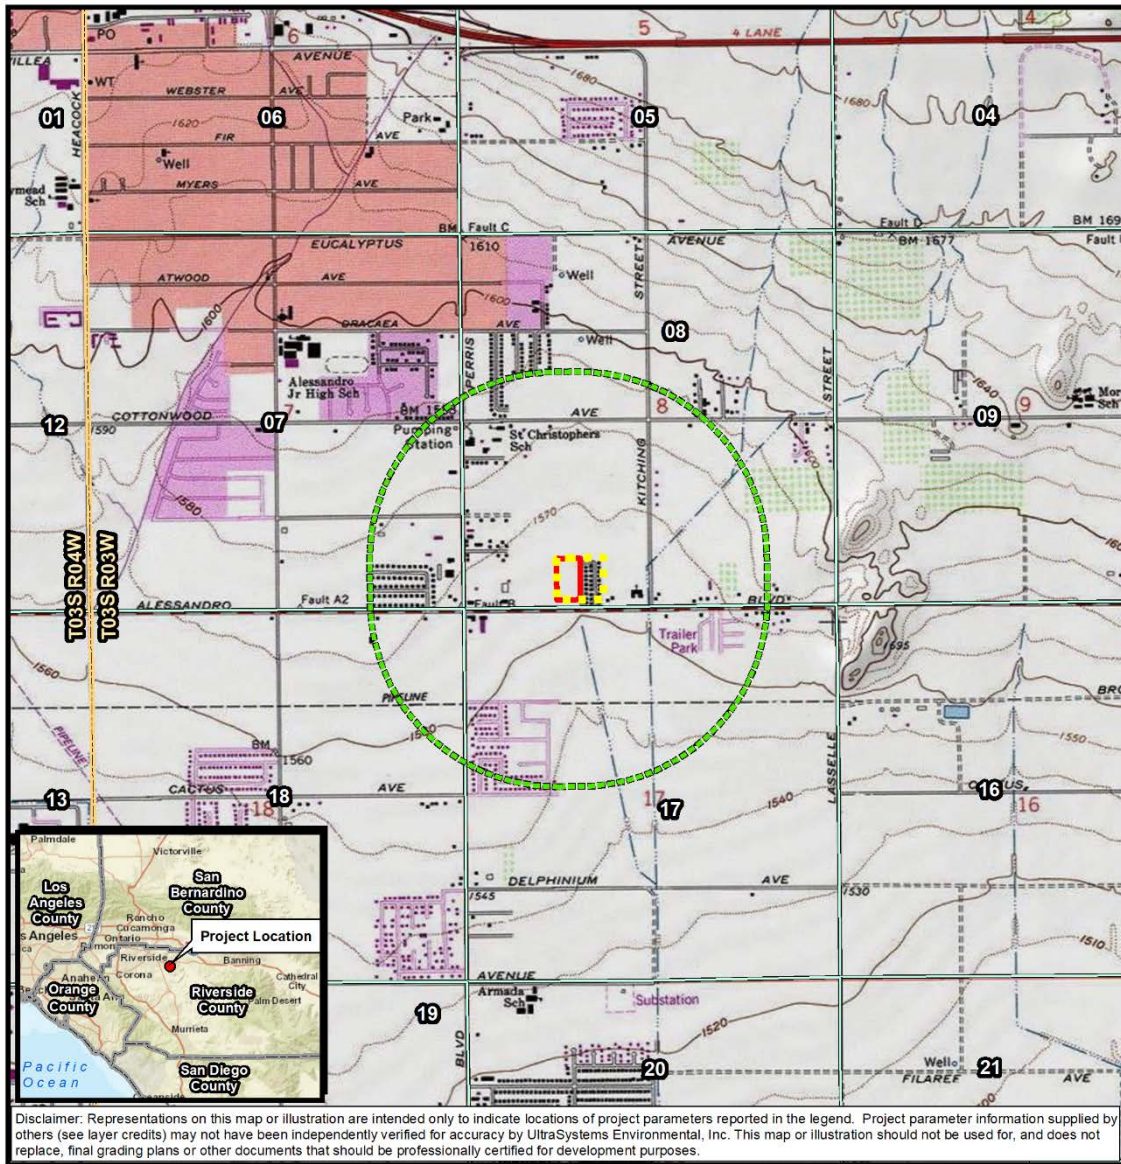 PO
6
5
4 LANE
4
VILLEA
AVENUE
1680
WT
WEBSTER AVE
1680
01
06
1620
Park
05
04
HEACOCK
FIR AVE
Well
ymead
Sch
MYERS AVE
BM Fault C
Fault D
BM 169
EUCALYPTUS
1610
AVENUE
BM 1677
Fault
ATWOOD AVE
Well
STREET
1600
1600
DRACAEA AVE
Well
08
PERRIS
STREET
1640
Alessandro
Jr High Sch
Mor
Sch
7
8
09
9
COTTONWOOD
BM
AVE
12
1590
07
Pumping
Station
St Christophers
Sch
KITCHING
1600
1580
1570
160
T03S R04W
T03S R03W
ALESSANDRO
Fault A2
Fault B
BLVD
Trailer
Park
1695
1560
PIPELINE
BRO
PIPELINE
BM
1560
1550
LASSELLE
13
CACTUS
18
AVE
17
CACTUS
16
18
17
1540
16
DELPHINIUM AVE
1545
1530
1510
AVENUE
Armada
Sch
Substation
19
1520
BLVD
20
Well
21
FILAREE AVE
Palmdale
Victorville
Los
Angeles
County
San
Bernardino
County
Rancho
Cucamonga
s Angeles
Ontario
Project Location
Riverside
Banning
Corona
Cathedral
City
Anaheim
Orange
County
Riverside
County
Palm Desert
Murrieta
Pacific
Ocean
San Diego
County
Oceanside
Disclaimer: Representations on this map or illustration are intended only to indicate locations of project parameters reported in the legend. Project parameter information supplied by
others (see layer credits) may not have been independently verified for accuracy by UltraSystems Environmental, Inc. This map or illustration should not be used for, and does not
replace, final grading plans or other documents that should be professionally certified for development purposes.